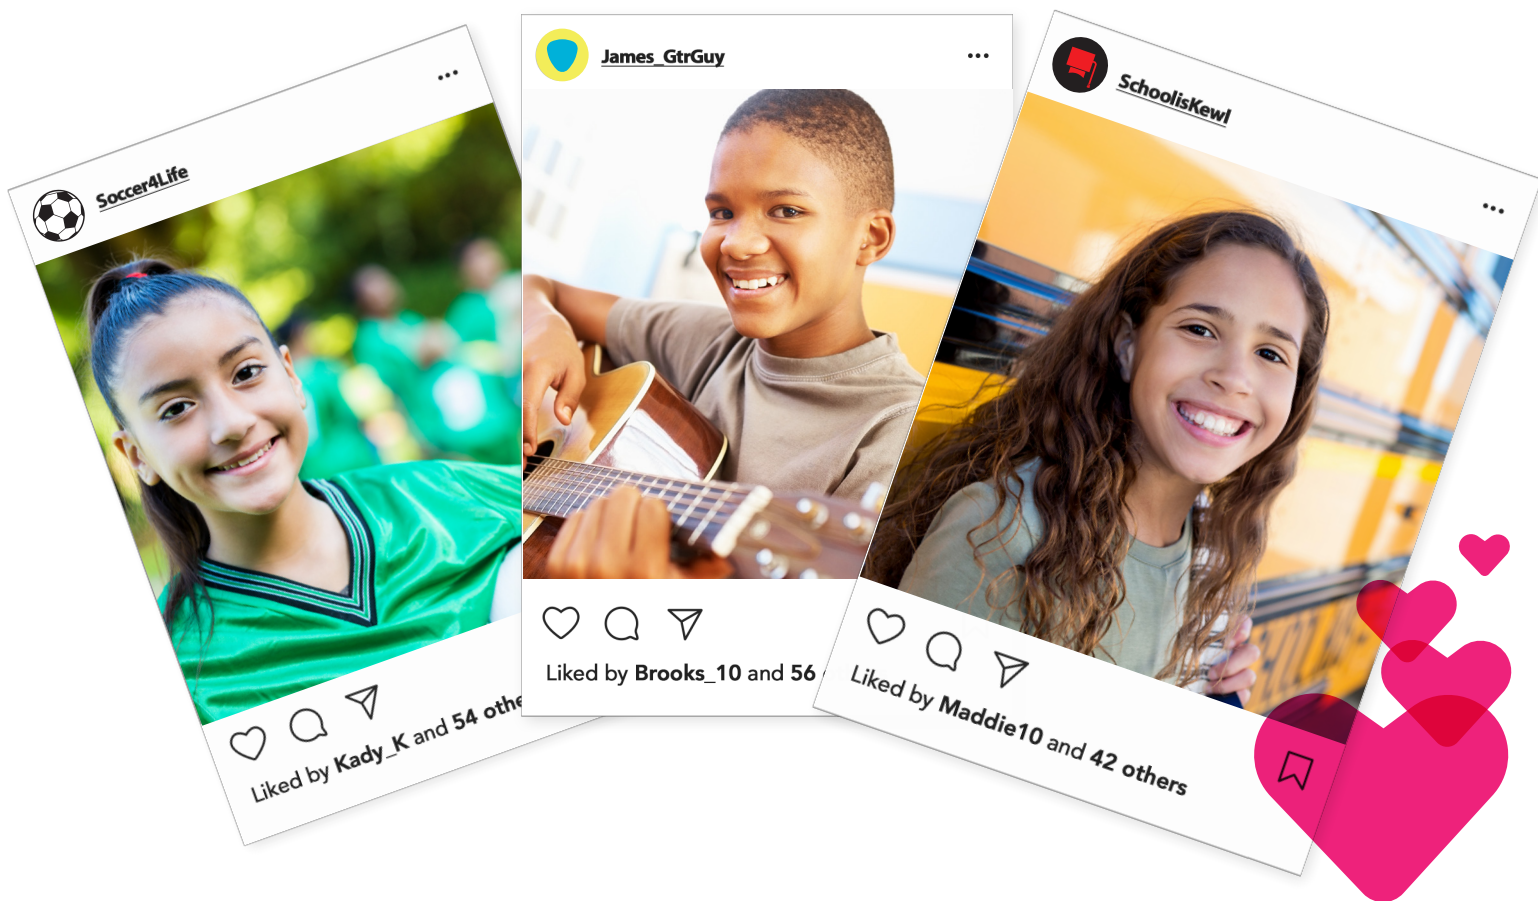 Soccer4Life
Liked by Kady_K and 54 othe
James_GtrGuy
Liked by Brooks_10 and 56
SchoolisKewl
Liked by Maddie10 and 42 others